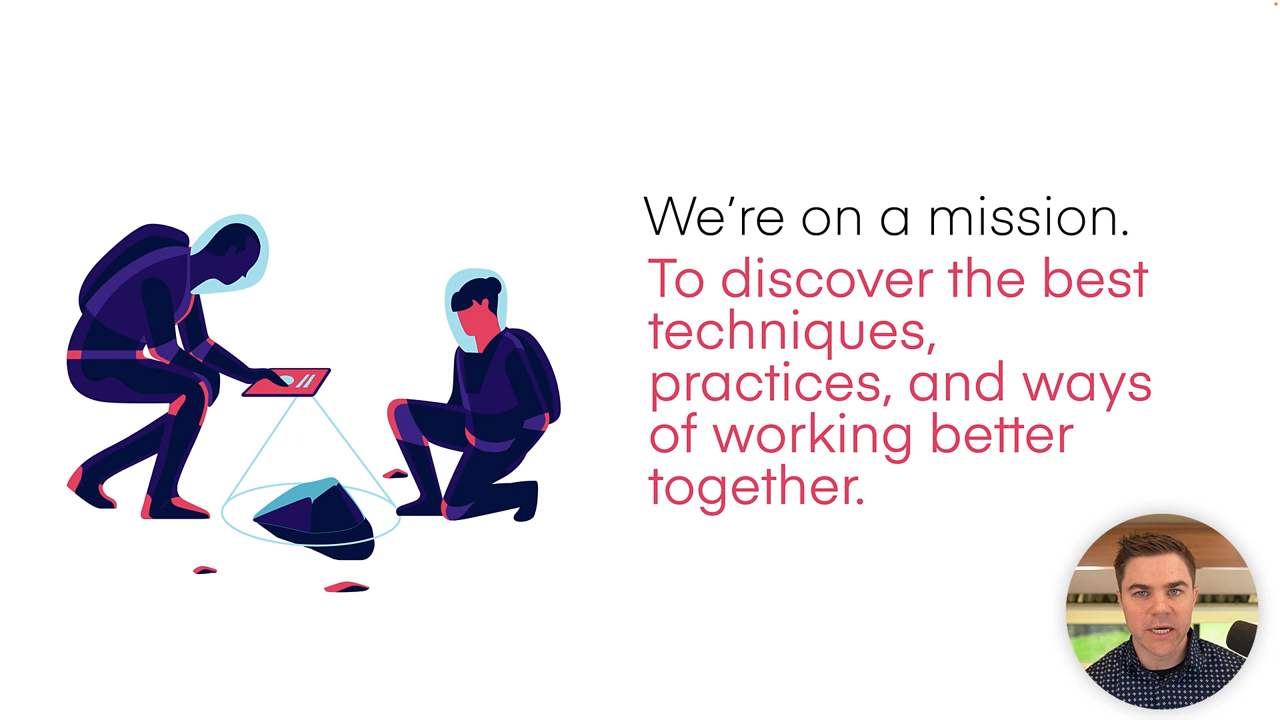 We're on a mission.
To discover the best
techniques,
practices, and ways
of working better
together.